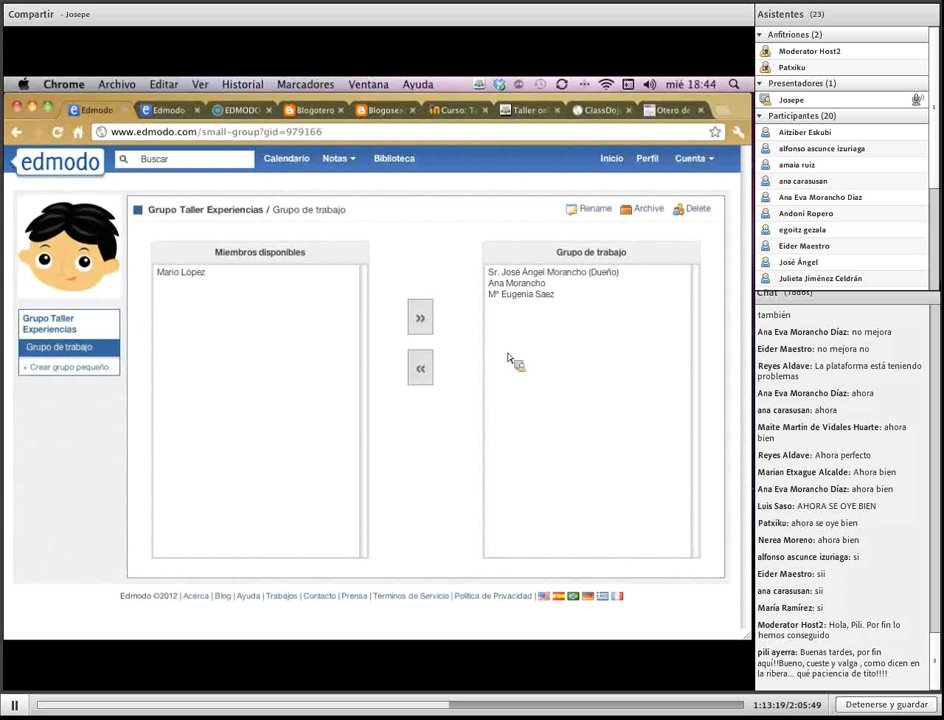 Compartir - Josepe
Chrome Archivo Editar Ver Historial Marcadores Ventana Ayuda mié 18:44
Edmodo Edmodo EDMODO Blogotero Blogosex Curso: T Taller on ClassDoj Otero de
www.edmodo.com/small-group?gid=979166
edmodo Buscar Calendario Notas Biblioteca Inicio Perfil Cuenta
Grupo Taller Experiencias / Grupo de trabajo Rename Archive Delete
Miembros disponibles
Mario López
»
«
Grupo de trabajo
Sr. José Ángel Morancho (Dueño)
Ana Morancho
Mª Eugenia Saez
Grupo Taller
Experiencias
Grupo de trabajo
+ Crear grupo pequeño
Edmodo ©2012 | Acerca | Blog | Ayuda | Trabajos | Contacto | Prensa | Términos de Servicio | Política de Privacidad |
Asistentes (23)
Anfitriones (2)
Moderator Host2
Patxiku
Presentadores (1)
Josepe
Participantes (20)
Aitziber Eskubi
alfonso ascunce izuriaga
amaia ruiz
ana carasusan
Ana Eva Morancho Díaz
Andoni Ropero
egoitz gezala
Eider Maestro
José Ángel
Julieta Jiménez Celdrán
Chat (Todos)
también
Ana Eva Morancho Díaz: no mejora
Eider Maestro: no mejora no
Reyes Aldave: La plataforma está teniendo
problemas
Ana Eva Morancho Díaz: ahora
ana carasusan: ahora
Maite Martin de Vidales Huarte: ahora
bien
Reyes Aldave: Ahora perfecto
Marian Etxague Alcalde: Ahora bien
Ana Eva Morancho Díaz: ahora bien
Luis Saso: AHORA SE OYE BIEN
Patxiku: ahora se oye bien
Nerea Moreno: ahora bien
alfonso ascunce izuriaga: si
Eider Maestro: sii
ana carasusan: sii
María Ramírez: si
Moderator Host2: Hola, Pili. Por fin lo
hemos conseguido
pili ayerra: Buenas tardes, por fin
aquí!!Bueno, cueste y valga , como dicen en
la ribera... qué paciencia de tito!!!!
1:13:19/2:05:49 Detenerse y guardar